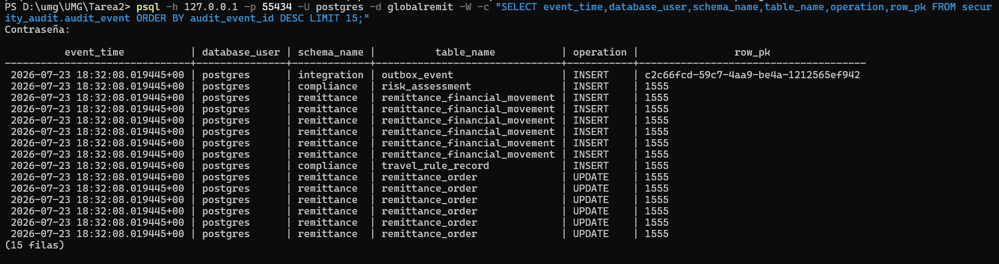 PS D:\umg\UMG\Tarea2> psql -h 127.0.0.1 -p 55434 -U postgres -d globalremit -W -c "SELECT event_time,database_user,schema_name,table_name,operation,row_pk FROM secur
ity_audit.audit_event ORDER BY audit_event_id DESC LIMIT 15;"
Contraseña:
          event_time           | database_user | schema_name |          table_name           | operation |                row_pk
-------------------------------+---------------+-------------+-------------------------------+-----------+--------------------------------------
 2026-07-23 18:32:08.019445+00 | postgres      | integration | outbox_event                  | INSERT    | c2c66fcd-59c7-4aa9-be4a-1212565ef942
 2026-07-23 18:32:08.019445+00 | postgres      | compliance  | risk_assessment               | INSERT    | 1555
 2026-07-23 18:32:08.019445+00 | postgres      | remittance  | remittance_financial_movement | INSERT    | 1555
 2026-07-23 18:32:08.019445+00 | postgres      | remittance  | remittance_financial_movement | INSERT    | 1555
 2026-07-23 18:32:08.019445+00 | postgres      | remittance  | remittance_financial_movement | INSERT    | 1555
 2026-07-23 18:32:08.019445+00 | postgres      | remittance  | remittance_financial_movement | INSERT    | 1555
 2026-07-23 18:32:08.019445+00 | postgres      | remittance  | remittance_financial_movement | INSERT    | 1555
 2026-07-23 18:32:08.019445+00 | postgres      | remittance  | remittance_financial_movement | INSERT    | 1555
 2026-07-23 18:32:08.019445+00 | postgres      | compliance  | travel_rule_record            | INSERT    | 1555
 2026-07-23 18:32:08.019445+00 | postgres      | remittance  | remittance_order              | UPDATE    | 1555
 2026-07-23 18:32:08.019445+00 | postgres      | remittance  | remittance_order              | UPDATE    | 1555
 2026-07-23 18:32:08.019445+00 | postgres      | remittance  | remittance_order              | UPDATE    | 1555
 2026-07-23 18:32:08.019445+00 | postgres      | remittance  | remittance_order              | UPDATE    | 1555
 2026-07-23 18:32:08.019445+00 | postgres      | remittance  | remittance_order              | UPDATE    | 1555
 2026-07-23 18:32:08.019445+00 | postgres      | remittance  | remittance_order              | UPDATE    | 1555
(15 filas)